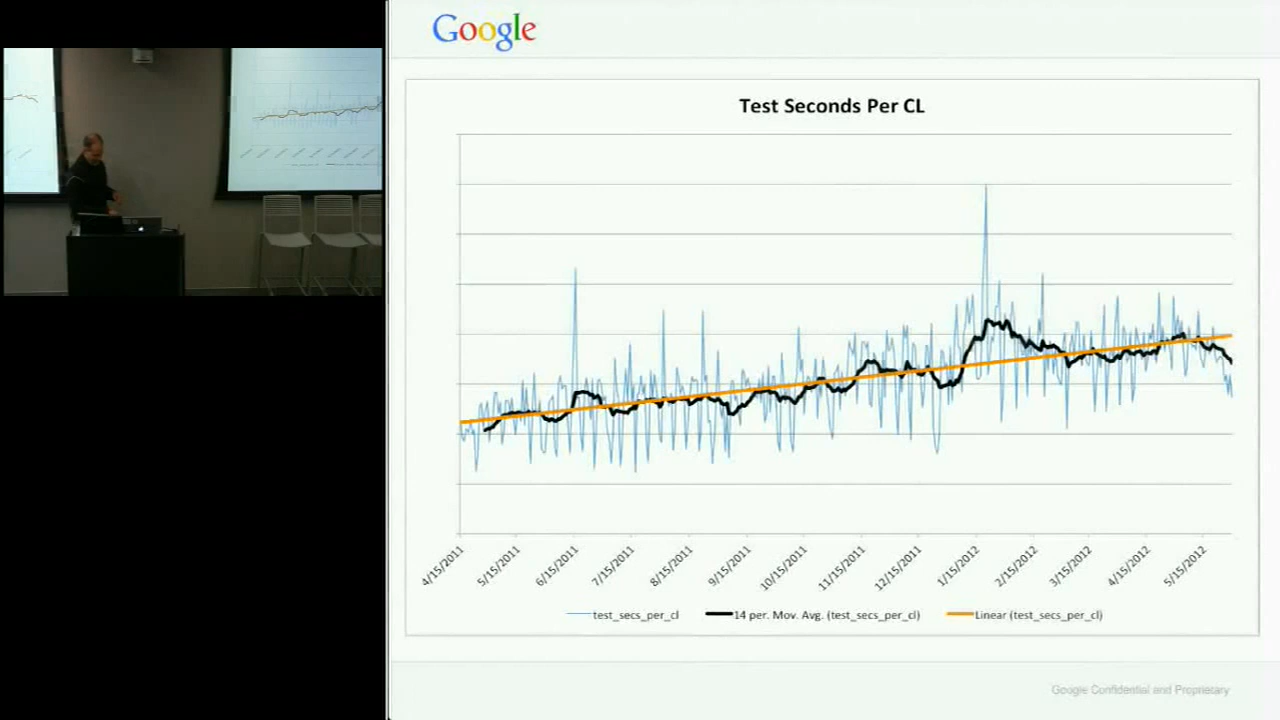 Google
Test Seconds Per CL
4/15/2011
5/15/2011
6/15/2011
7/15/2011
8/15/2011
9/15/2011
10/15/2011
11/15/2011
12/15/2011
1/15/2012
2/15/2012
3/15/2012
4/15/2012
5/15/2012
test_secs_per_cl
14 per. Mov. Avg. (test_secs_per_cl)
Linear (test_secs_per_cl)
Google Confidential and Proprietary